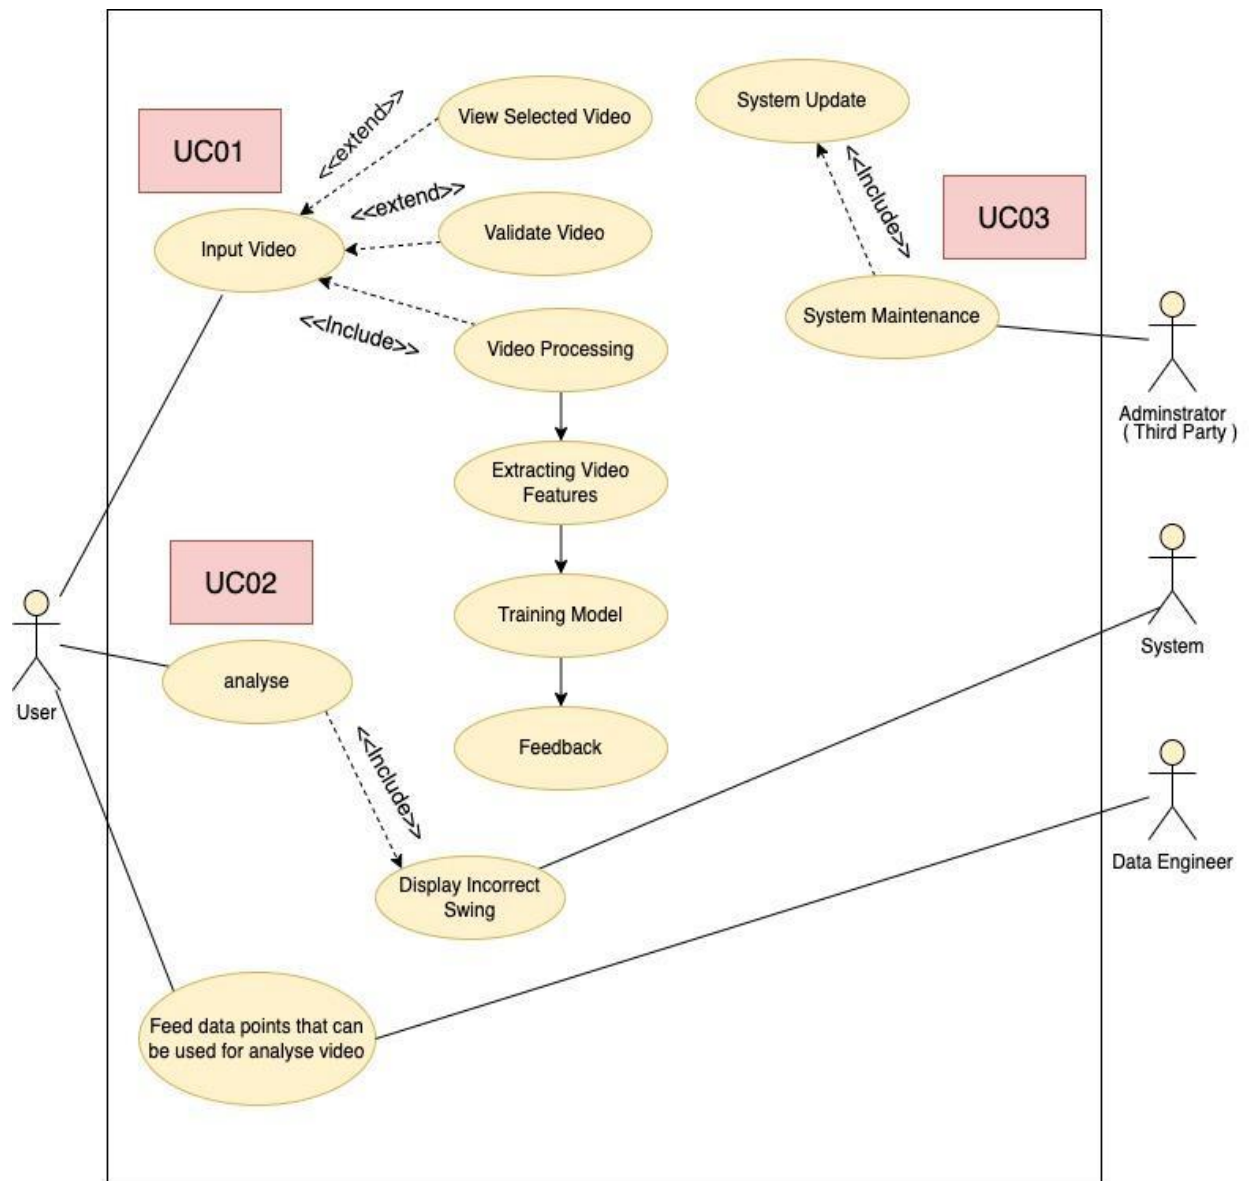 <<extend>>
View Selected Video
System Update
UC01
<<Include>>
<<extend>>
UC03
Input Video
Validate Video
<<Include>>
Video Processing
System Maintenance
Adminstrator
( Third Party )
Extracting Video
Features
UC02
Training Model
System
analyse
User
Feedback
<<Include>>
Data Engineer
Display Incorrect
Swing
Feed data points that can
be used for analyse video